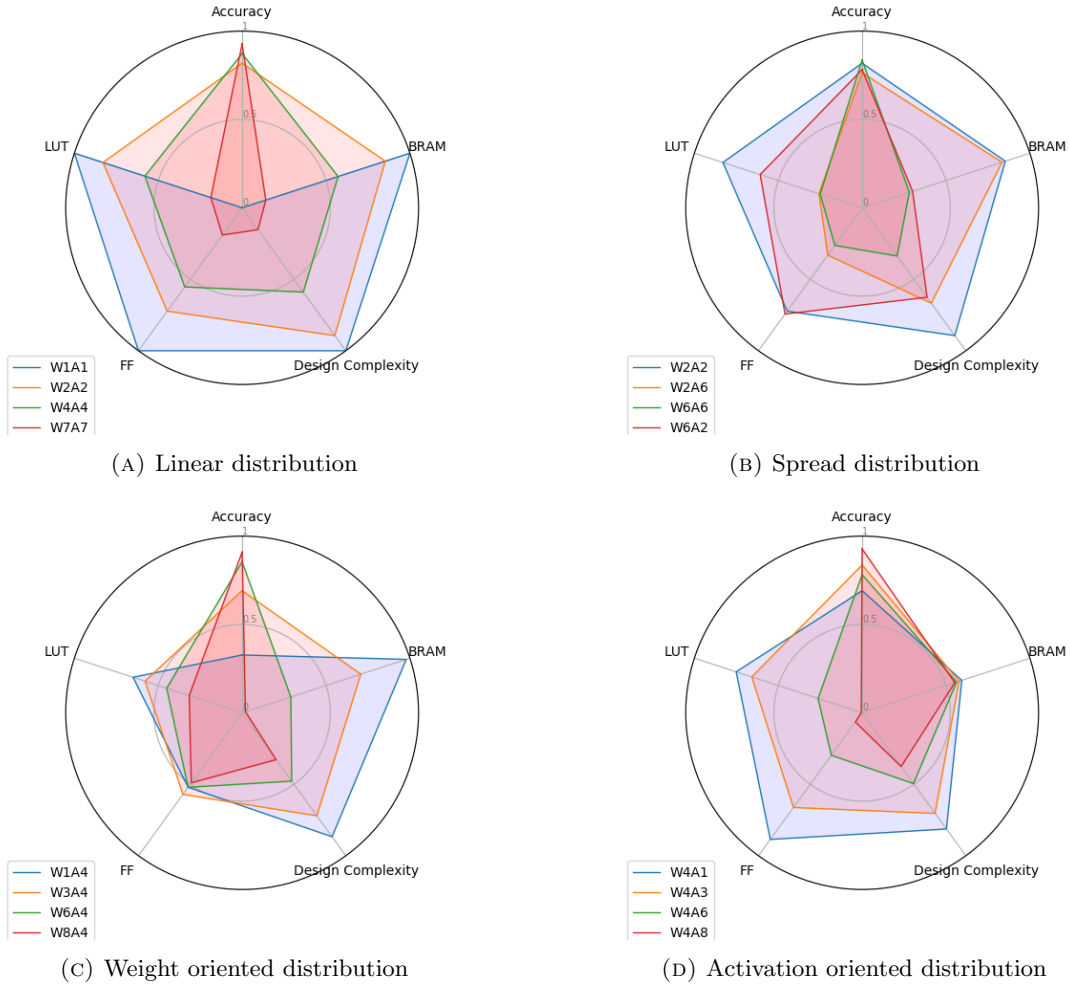 Accuracy
1
0.5
0
LUT
BRAM
FF
Design Complexity
W1A1
W2A2
W4A4
W7A7
(A) Linear distribution
Accuracy
1
0.5
0
LUT
BRAM
FF
Design Complexity
W2A2
W2A6
W6A6
W6A2
(B) Spread distribution
Accuracy
1
0.5
0
LUT
BRAM
FF
Design Complexity
W1A4
W3A4
W6A4
W8A4
(C) Weight oriented distribution
Accuracy
1
0.5
0
LUT
BRAM
FF
Design Complexity
W4A1
W4A3
W4A6
W4A8
(D) Activation oriented distribution